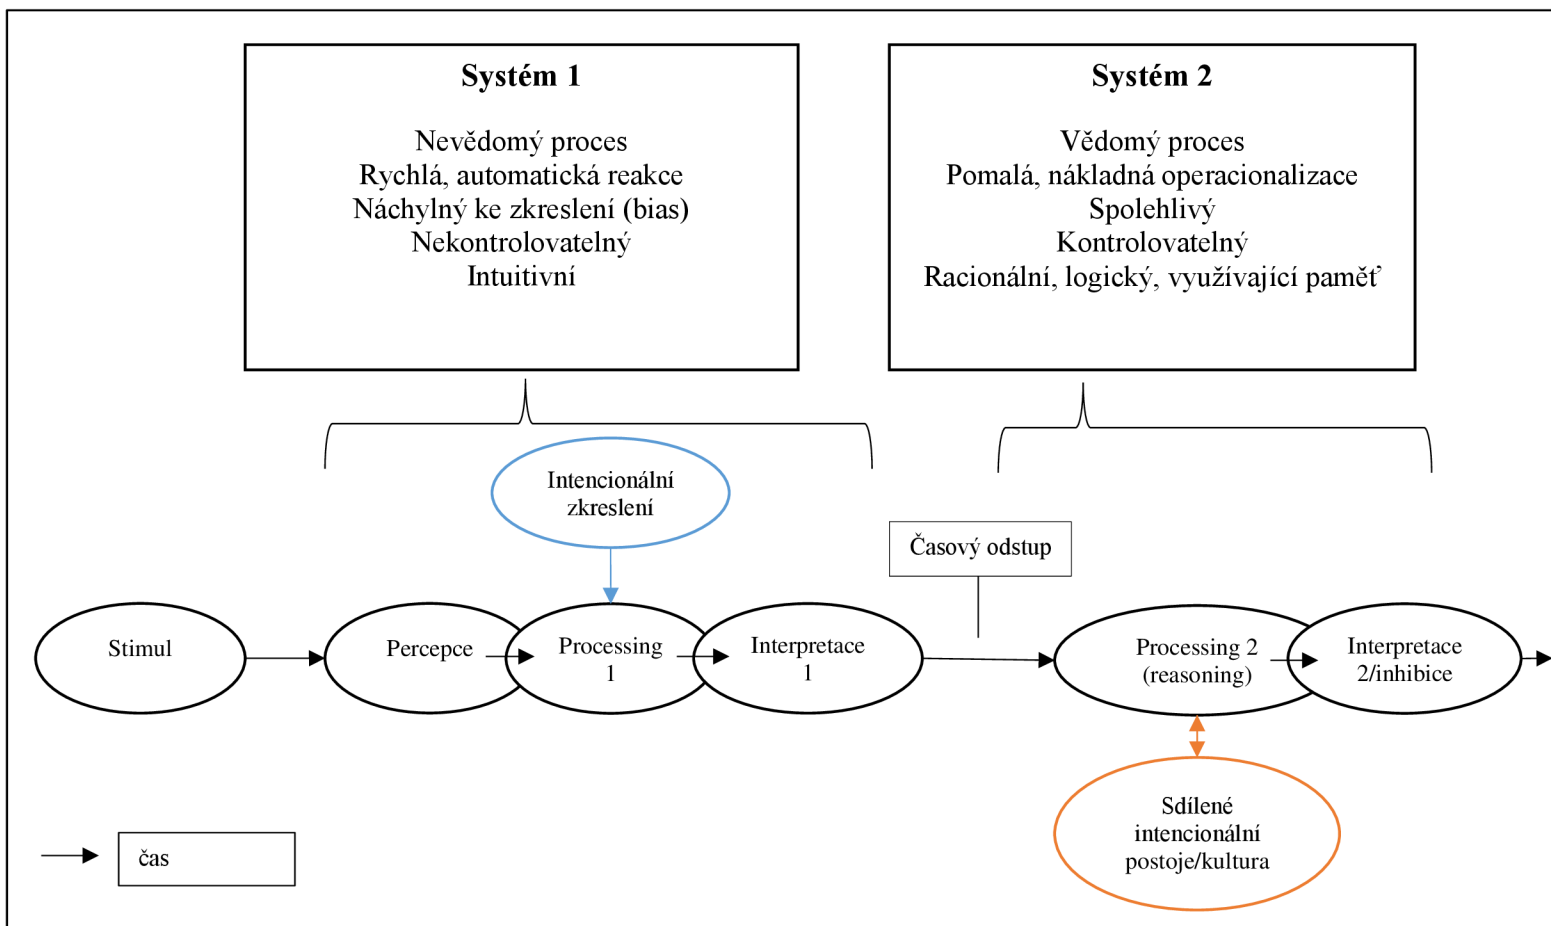 Systém 1
Nevědomý proces
Rychlá, automatická reakce
Náchylný ke zkreslení (bias)
Nekontrolovatelný
Intuitivní
Systém 2
Vědomý proces
Pomalá, nákladná operacionalizace
Spolehlivý
Kontrolovatelný
Racionální, logický, využívající paměť
Intencionální
zkreslení
Časový odstup
Stimul
Percepce
Processing
1
Interpretace
1
Processing 2
(reasoning)
Interpretace
2/inhibice
Sdílené
intencionální
postoje/kultura
čas